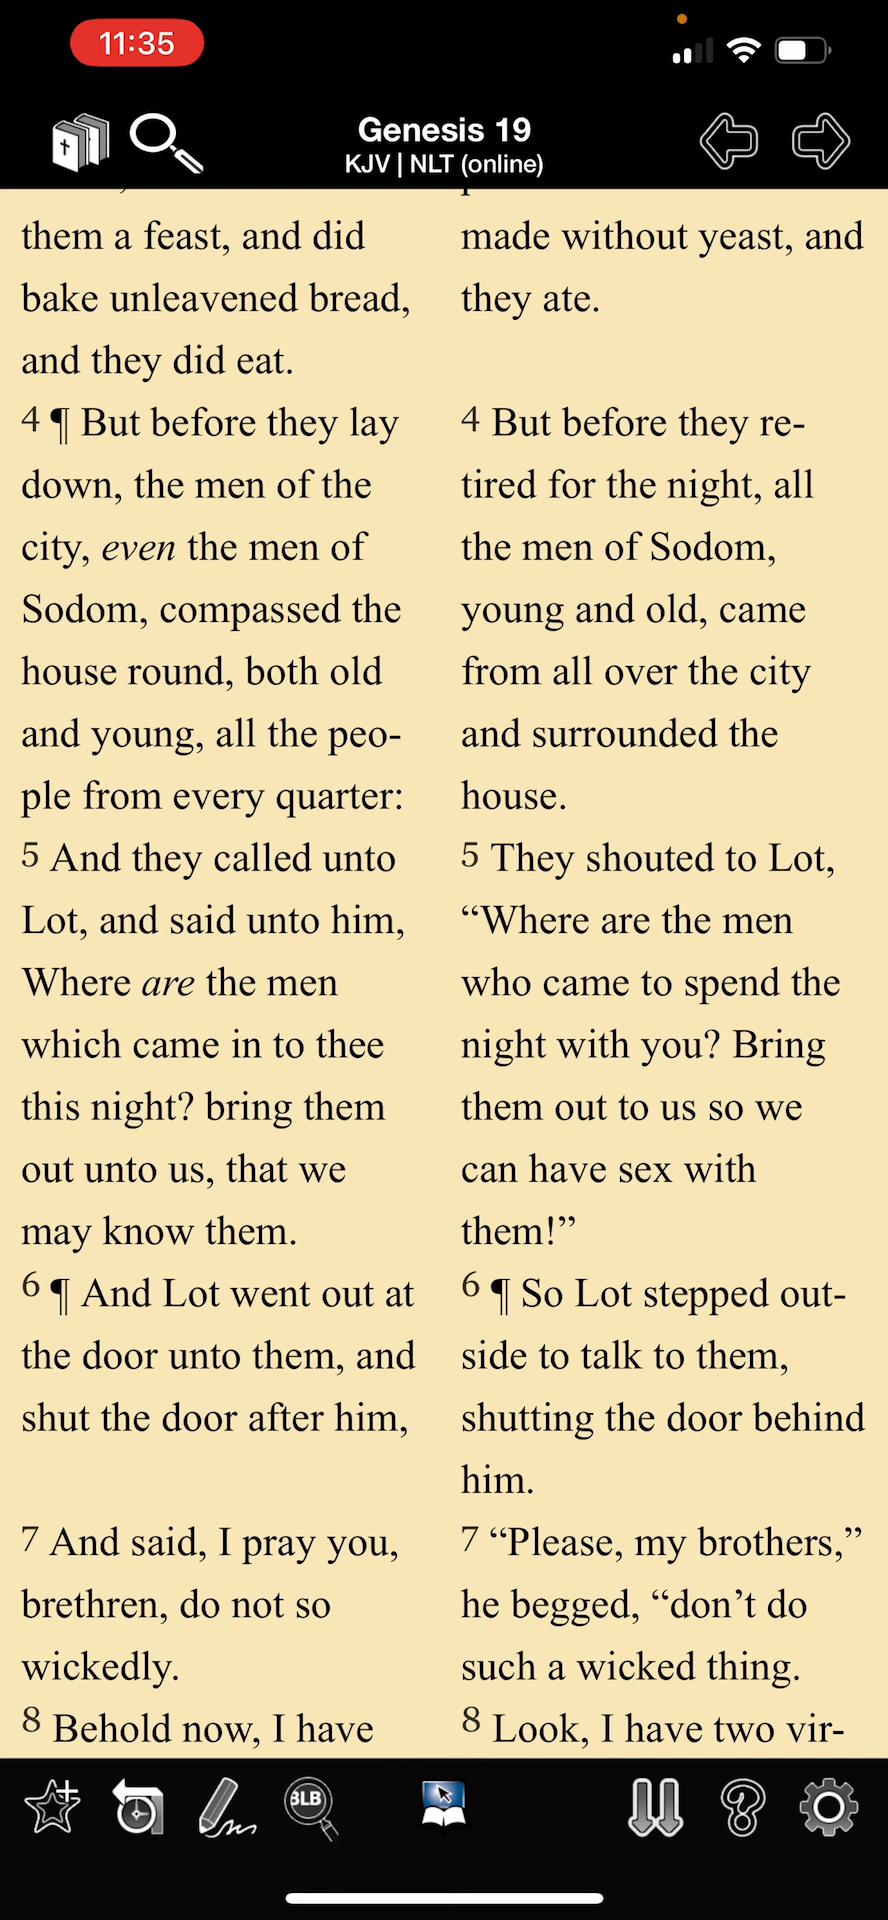 11:35
Genesis 19
KJV | NLT (online)
them a feast, and did
bake unleavened bread,
and they did eat.
4 ¶ But before they lay
down, the men of the
city, even the men of
Sodom, compassed the
house round, both old
and young, all the peo-
ple from every quarter:
5 And they called unto
Lot, and said unto him,
Where are the men
which came in to thee
this night? bring them
out unto us, that we
may know them.
6 ¶ And Lot went out at
the door unto them, and
shut the door after him,
7 And said, I pray you,
brethren, do not so
wickedly.
8 Behold now, I have
made without yeast, and
they ate.
4 But before they re-
tired for the night, all
the men of Sodom,
young and old, came
from all over the city
and surrounded the
house.
5 They shouted to Lot,
“Where are the men
who came to spend the
night with you? Bring
them out to us so we
can have sex with
them!”
6 ¶ So Lot stepped out-
side to talk to them,
shutting the door behind
him.
7 “Please, my brothers,”
he begged, “don’t do
such a wicked thing.
8 Look, I have two vir-
BLB